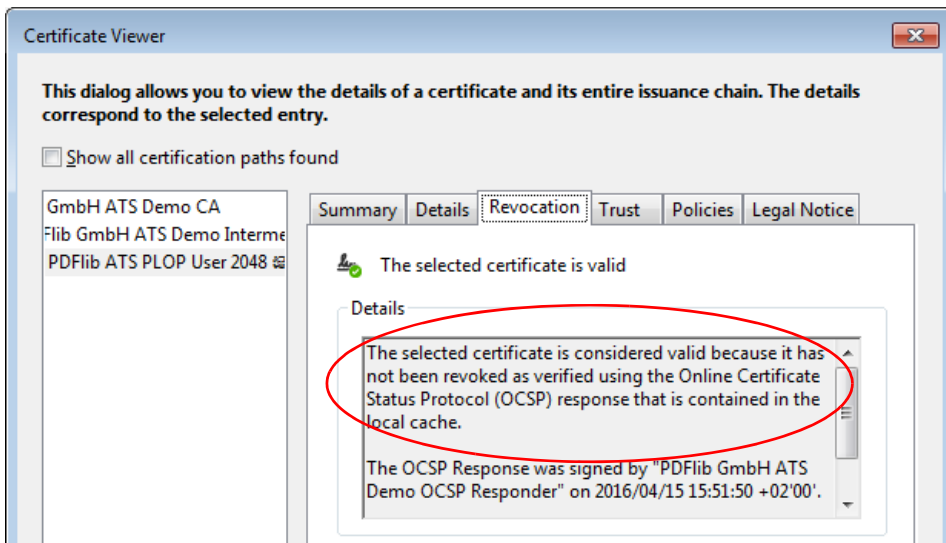 Certificate Viewer
This dialog allows you to view the details of a certificate and its entire issuance chain. The details
correspond to the selected entry.
Show all certification paths found
GmbH ATS Demo CA
Flib GmbH ATS Demo Interme
PDFlib ATS PLOP User 2048
Summary Details Revocation Trust Policies Legal Notice
The selected certificate is valid
Details
The selected certificate is considered valid because it has
not been revoked as verified using the Online Certificate
Status Protocol (OCSP) response that is contained in the
local cache.
The OCSP Response was signed by "PDFlib GmbH ATS
Demo OCSP Responder" on 2016/04/15 15:51:50 +02'00'.